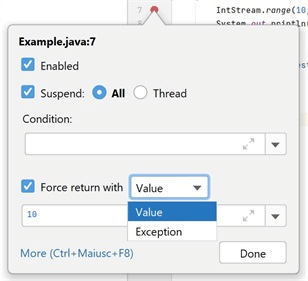 7 IntStream.range(10,
8 System.out.println(
Example.java:7
Enabled
Suspend: All Thread
Condition:
Force return with Value
Value
10
Exception
More (Ctrl+Maiusc+F8) Done